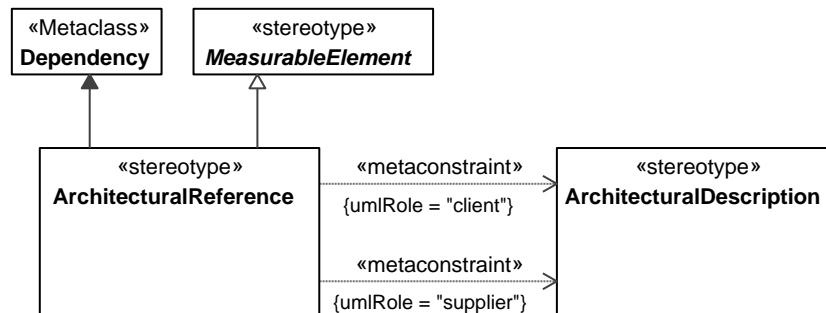 «Metaclass»
Dependency
«stereotype»
MeasurableElement
«stereotype»
ArchitecturalReference
«metaconstraint»
{umlRole = "client"}
«metaconstraint»
{umlRole = "supplier"}
«stereotype»
ArchitecturalDescription